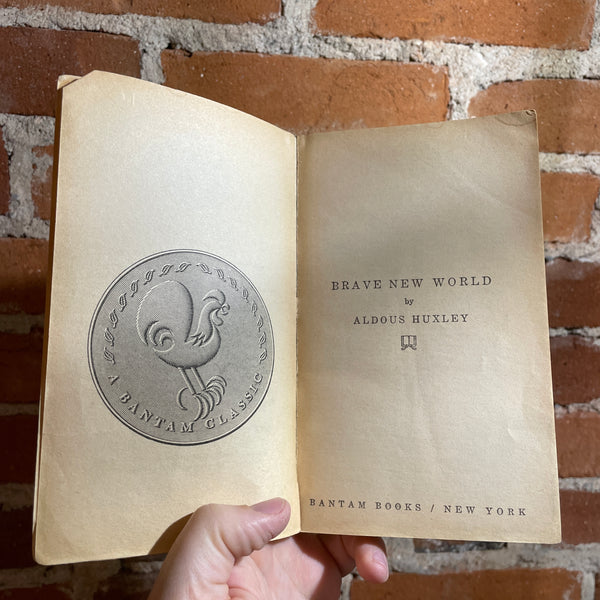 A BANTAM CLASSIC
BRAVE NEW WORLD
by
ALDOUS HUXLEY
BANTAM BOOKS / NEW YORK